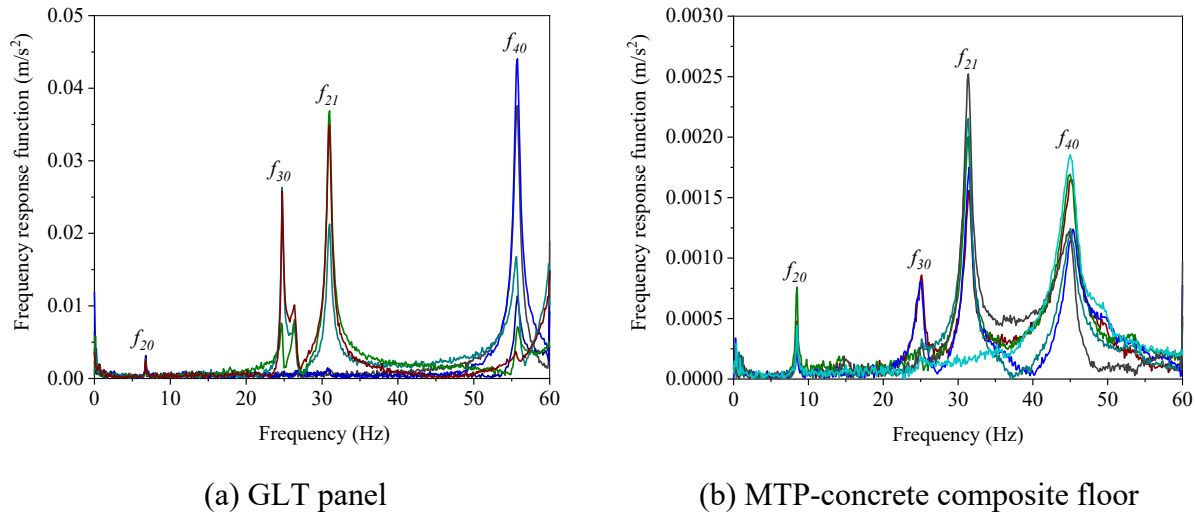 0.05
0.04
0.03
0.02
0.01
0.00
Frequency response function (m/s²)
f20
f30
f21
f40
0 10 20 30 40 50 60
Frequency (Hz)
(a) GLT panel
0.0030
0.0025
0.0020
0.0015
0.0010
0.0005
0.0000
Frequency response function (m/s²)
f20
f30
f21
f40
0 10 20 30 40 50 60
Frequency (Hz)
(b) MTP-concrete composite floor
a)
b)